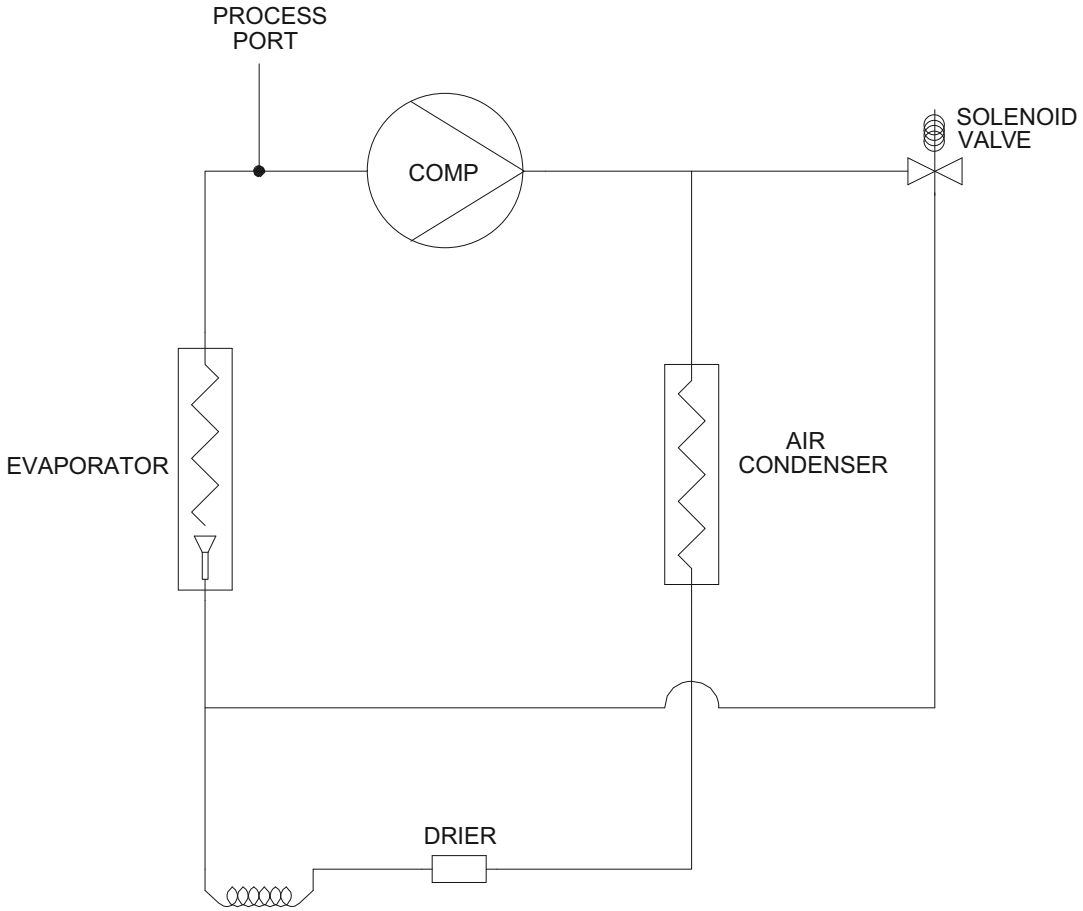 PROCESS
PORT
SOLENOID
VALVE
COMP
EVAPORATOR
AIR
CONDENSER
DRIER